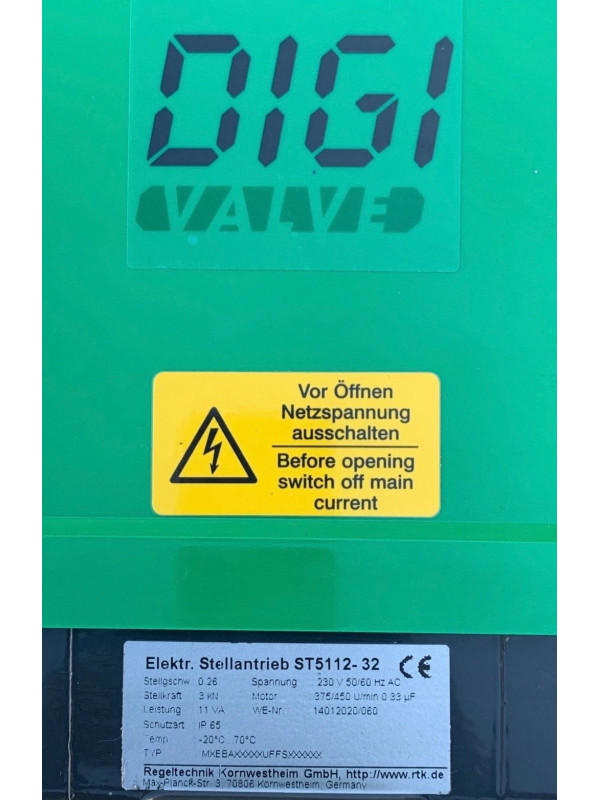 DIGI
VALVE
Vor Öffnen
Netzspannung
ausschalten
Before opening
switch off main
current
Elektr. Stellantrieb ST5112-32 CE
Stellgschw. 0.26 Spannung 230 V 50/60 Hz AC
Stellkraft 3 kN Motor 375/450 U/min 0.33 µF
Leistung 11 VA WE-Nr. 14012020/060
Schutzart IP 65
Temp -20°C 70°C
TYP MXEBAXXXXXUFFSXXXXXX
Regeltechnik Kornwestheim GmbH, http://www.rtk.de
Max-Planck-Str. 3, 70806 Kornwestheim, Germany